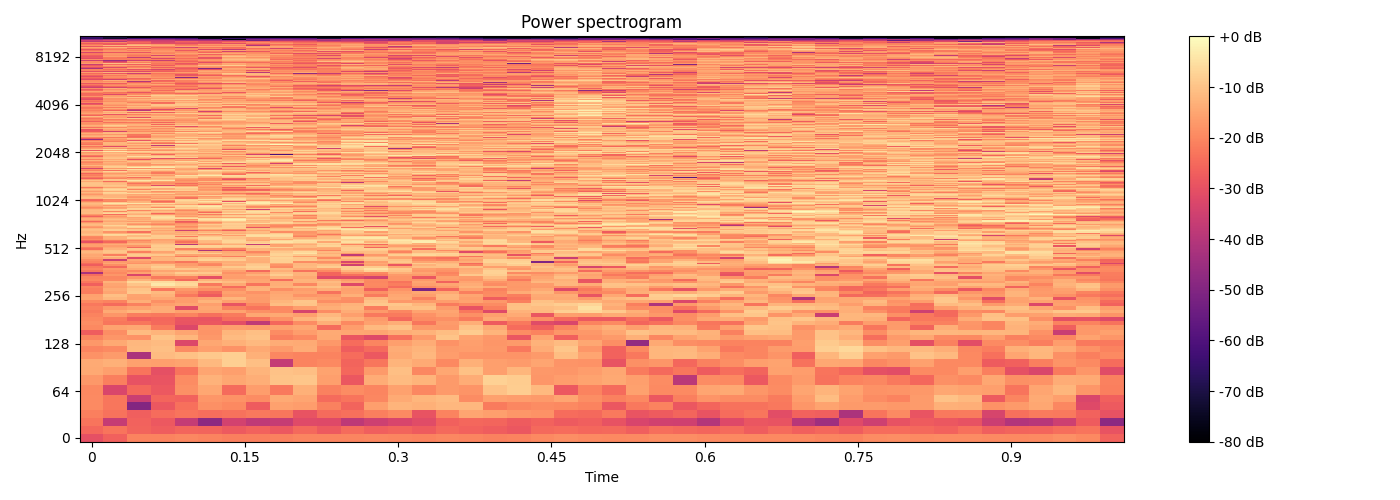 Power spectrogram
Hz
8192
4096
2048
1024
512
256
128
64
0
0 0.15 0.3 0.45 0.6 0.75 0.9
Time
+0 dB
-10 dB
-20 dB
-30 dB
-40 dB
-50 dB
-60 dB
-70 dB
-80 dB